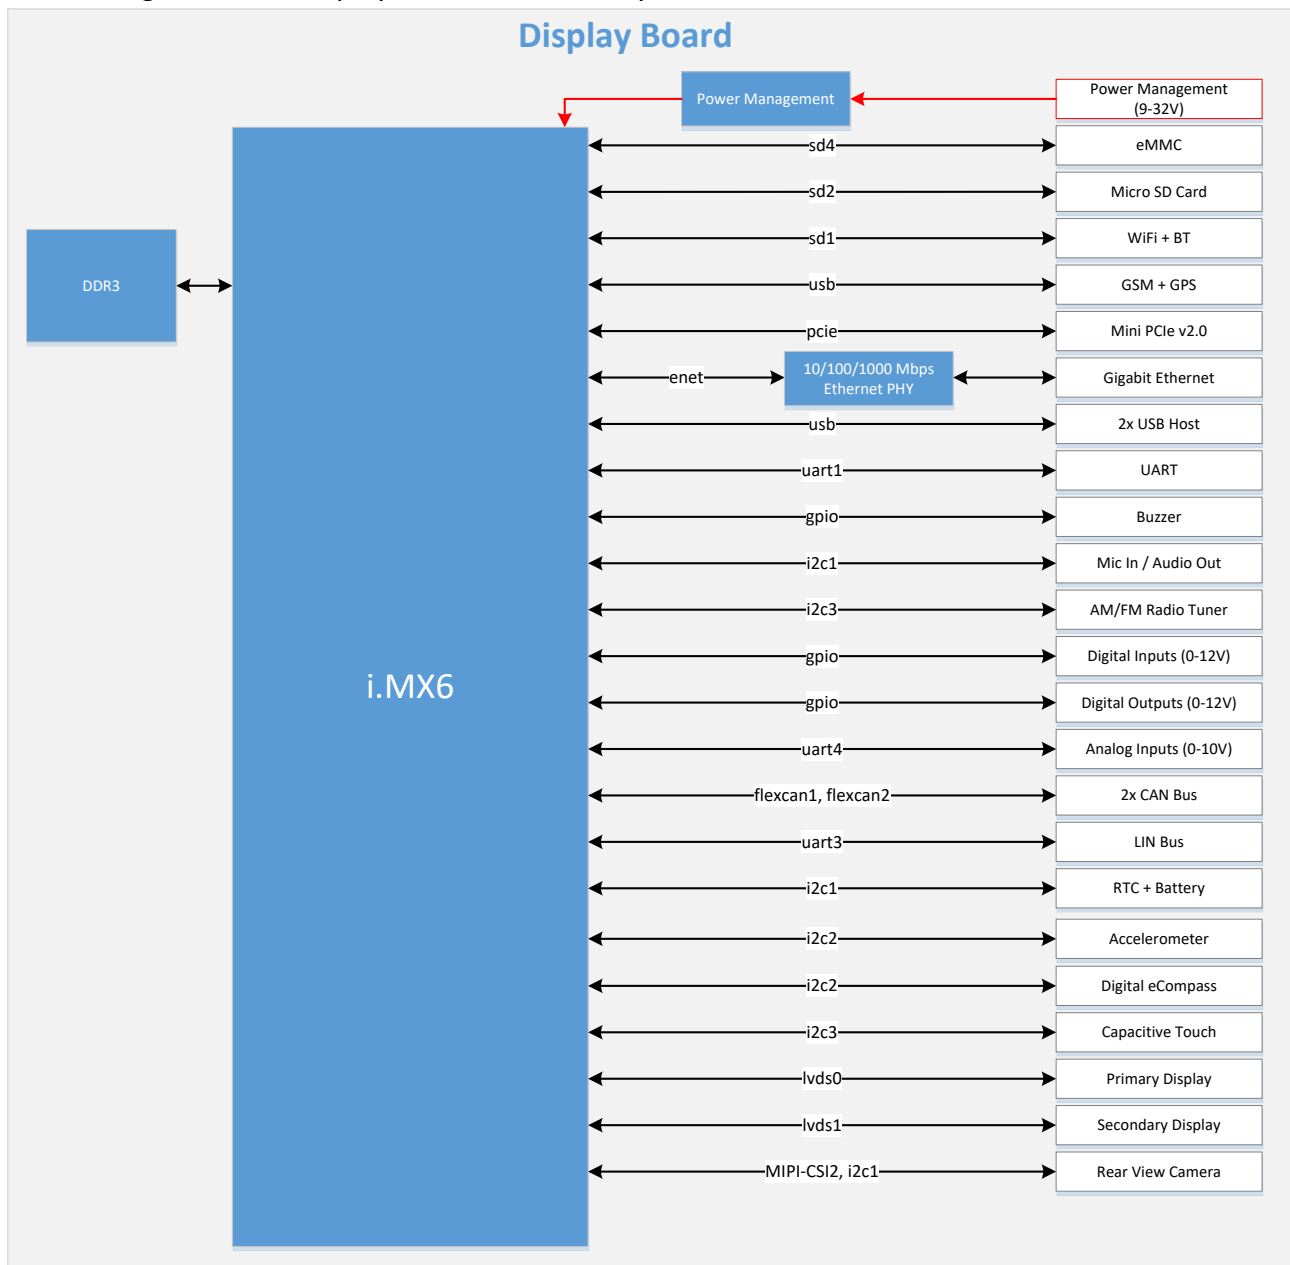 Display Board
Power Management
Power Management
(9-32V)
sd4
eMMC
sd2
Micro SD Card
sd1
WiFi + BT
DDR3
usb
GSM + GPS
pcie
Mini PCIe v2.0
enet
10/100/1000 Mbps
Ethernet PHY
Gigabit Ethernet
usb
2x USB Host
uart1
UART
gpio
Buzzer
i2c1
Mic In / Audio Out
i2c3
AM/FM Radio Tuner
gpio
Digital Inputs (0-12V)
i.MX6
gpio
Digital Outputs (0-12V)
uart4
Analog Inputs (0-10V)
flexcan1, flexcan2
2x CAN Bus
uart3
LIN Bus
i2c1
RTC + Battery
i2c2
Accelerometer
i2c2
Digital eCompass
i2c3
Capacitive Touch
lvds0
Primary Display
lvds1
Secondary Display
MIPI-CSI2, i2c1
Rear View Camera